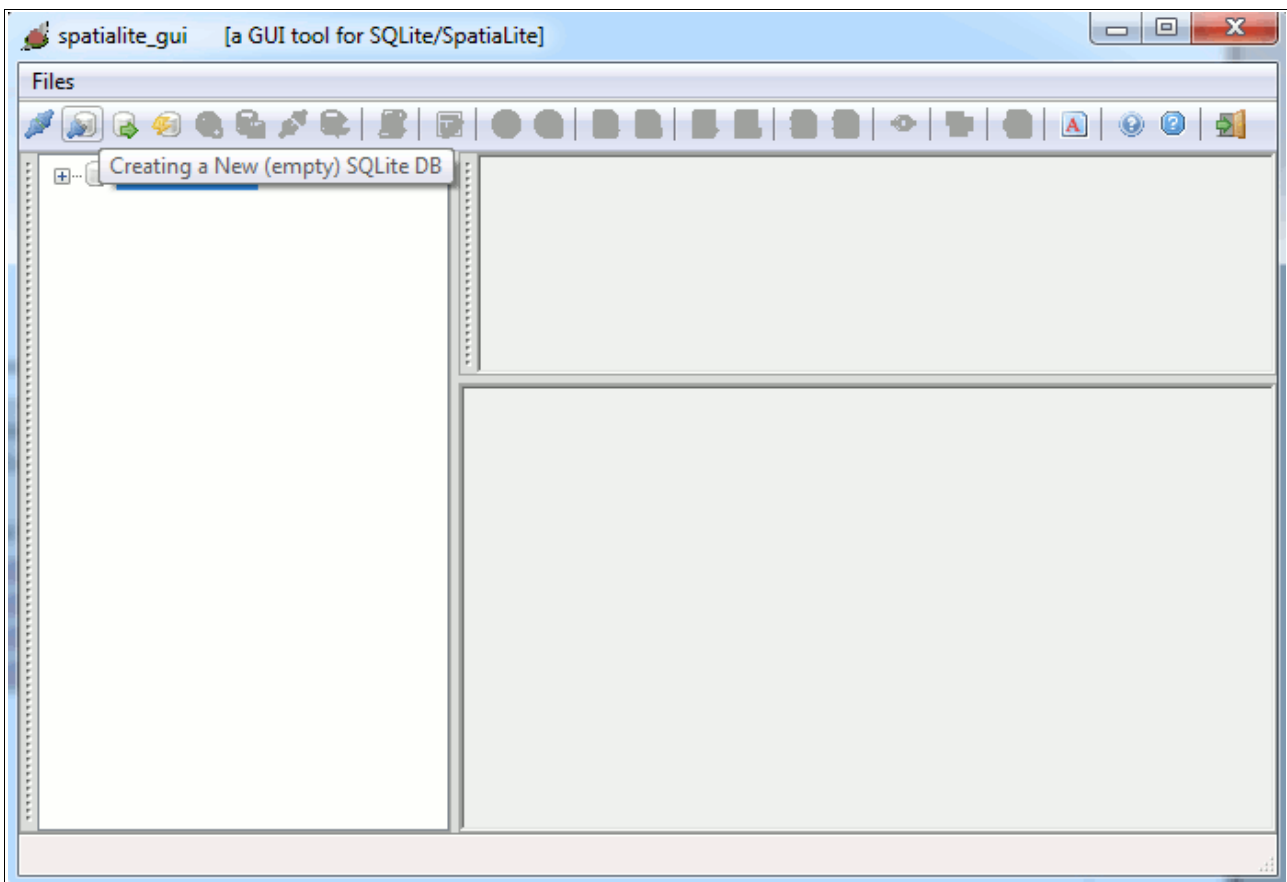 spatialite_gui [a GUI tool for SQLite/SpatiaLite]
Files
A
Creating a New (empty) SQLite DB